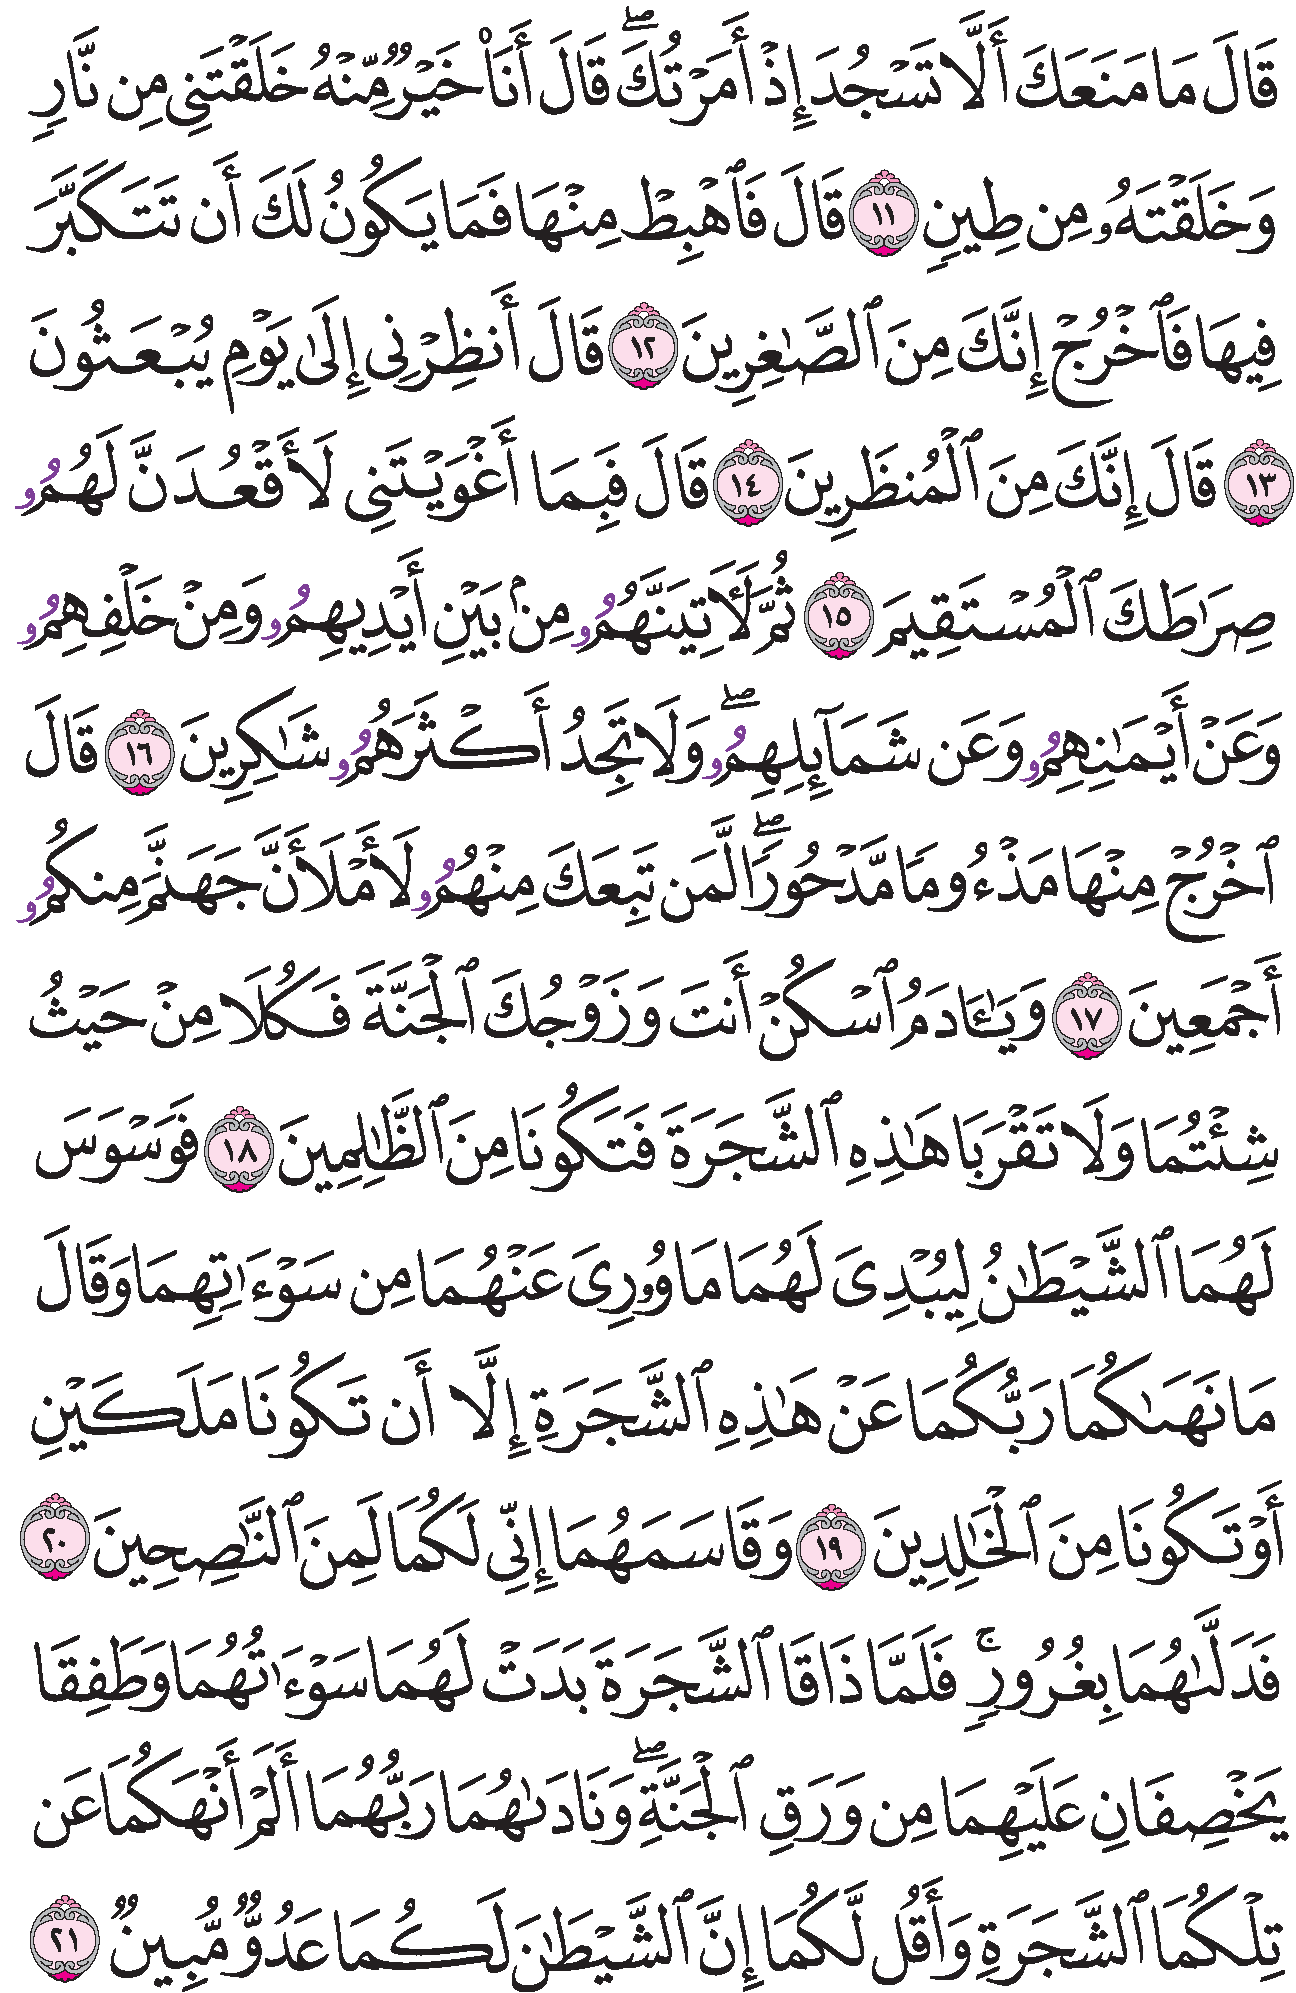 قَالَ مَا مَنَعَكَ أَلَّا تَسۡجُدَ إِذۡ أَمَرۡتُكَۖ قَالَ أَنَا۠ خَيۡرٞ مِّنۡهُ خَلَقۡتَنِي مِن نَّارٖ
وَخَلَقۡتَهُۥ مِن طِينٖ ١١ قَالَ فَٱهۡبِطۡ مِنۡهَا فَمَا يَكُونُ لَكَ أَن تَتَكَبَّرَ
فِيهَا فَٱخۡرُجۡ إِنَّكَ مِنَ ٱلصَّٰغِرِينَ ١٢ قَالَ أَنظِرۡنِي إِلَىٰ يَوۡمِ يُبۡعَثُونَ
١٣ قَالَ إِنَّكَ مِنَ ٱلۡمُنظَرِينَ ١٤ قَالَ فَبِمَا أَغۡوَيۡتَنِي لَأَقۡعُدَنَّ لَهُمُۥ
صِرَٰطَكَ ٱلۡمُسۡتَقِيمَ ١٥ ثُمَّ لَأٓتِيَنَّهُمُۥ مِنۢ بَيۡنِ أَيۡدِيهِمُۥ وَمِنۡ خَلۡفِهِمُۥ
وَعَنۡ أَيۡمَٰنِهِمُۥ وَعَن شَمَآئِلِهِمُۥۖ وَلَا تَجِدُ أَكۡثَرَهُمُۥ شَٰكِرِينَ ١٦ قَالَ
ٱخۡرُجۡ مِنۡهَا مَذۡءُومٗا مَّدۡحُورٗاۖ لَّمَن تَبِعَكَ مِنۡهُمُۥ لَأَمۡلَأَنَّ جَهَنَّمَ مِنكُمُۥ
أَجۡمَعِينَ ١٧ وَيَٰٓـَٔادَمُ ٱسۡكُنۡ أَنتَ وَزَوۡجُكَ ٱلۡجَنَّةَ فَكُلَا مِنۡ حَيۡثُ
شِئۡتُمَا وَلَا تَقۡرَبَا هَٰذِهِ ٱلشَّجَرَةَ فَتَكُونَا مِنَ ٱلظَّٰلِمِينَ ١٨ فَوَسۡوَسَ
لَهُمَا ٱلشَّيۡطَٰنُ لِيُبۡدِيَ لَهُمَا مَا وُۥرِيَ عَنۡهُمَا مِن سَوۡءَٰتِهِمَا وَقَالَ
مَا نَهَىٰكُمَا رَبُّكُمَا عَنۡ هَٰذِهِ ٱلشَّجَرَةِ إِلَّا أَن تَكُونَا مَلَكَيۡنِ
أَوۡ تَكُونَا مِنَ ٱلۡخَٰلِدِينَ ١٩ وَقَاسَمَهُمَا إِنِّي لَكُمَا لَمِنَ ٱلنَّٰصِحِينَ ٢٠
فَدَلَّىٰهُمَا بِغُرُورٖۚ فَلَمَّا ذَاقَا ٱلشَّجَرَةَ بَدَتۡ لَهُمَا سَوۡءَٰتُهُمَا وَطَفِقَا
يَخۡصِفَانِ عَلَيۡهِمَا مِن وَرَقِ ٱلۡجَنَّةِۖ وَنَادَىٰهُمَا رَبُّهُمَا أَلَمۡ أَنۡهَكُمَا عَن
تِلۡكُمَا ٱلشَّجَرَةِ وَأَقُل لَّكُمَا إِنَّ ٱلشَّيۡطَٰنَ لَكُمَا عَدُوّٞ مُّبِينٞ ٢١